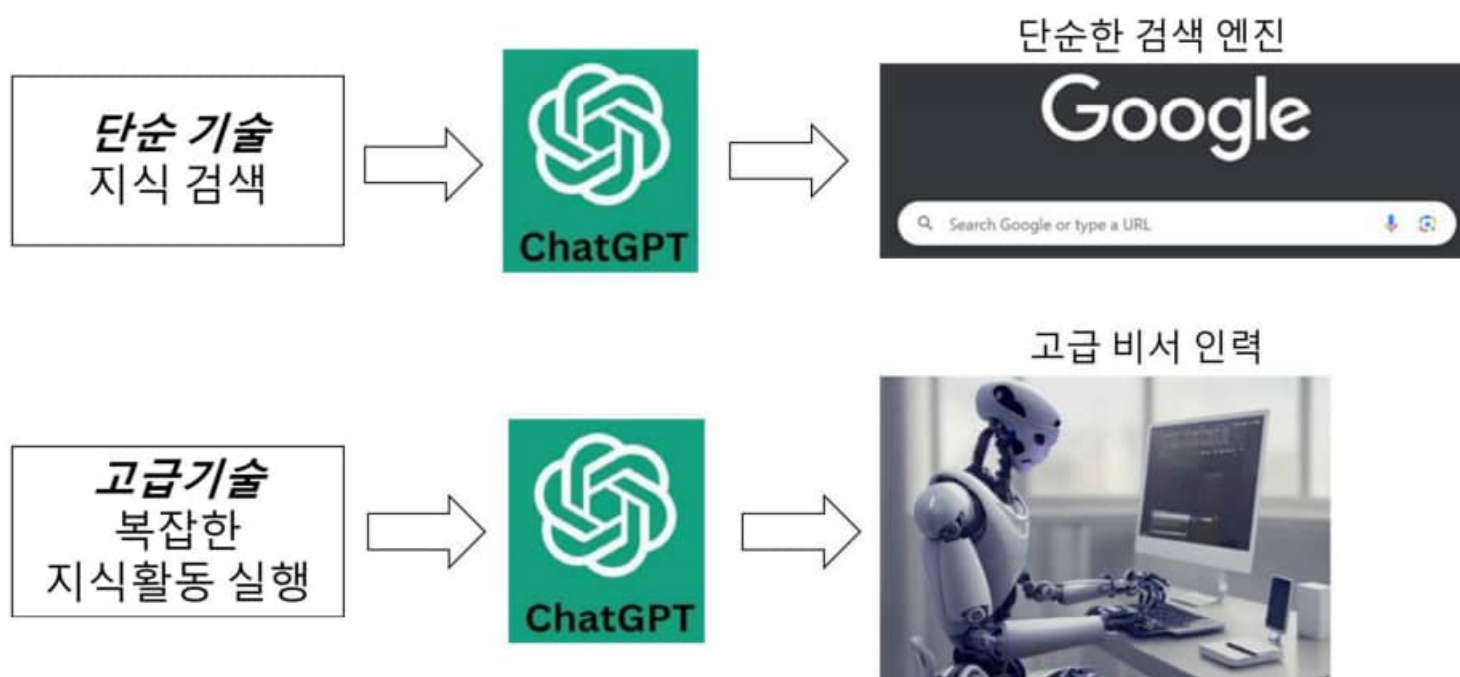 단순한 검색 엔진
단순 기술
지식 검색
ChatGPT
Google
Search Google or type a URL
고급 비서 인력
고급기술
복잡한
지식활동 실행
ChatGPT